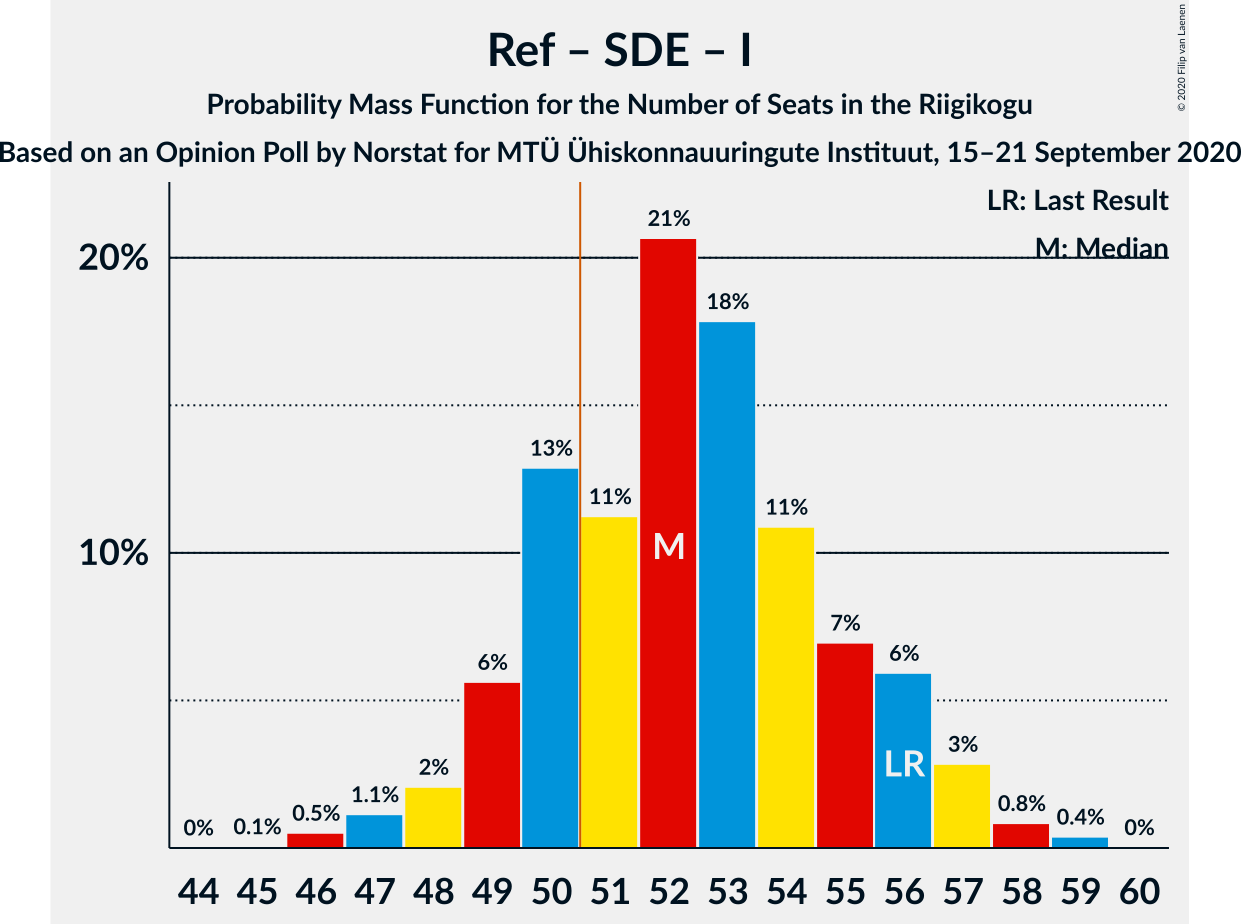 Ref – SDE – I
Probability Mass Function for the Number of Seats in the Riigikogu
Based on an Opinion Poll by Norstat for MTÜ Ühiskonnauuringute Instituut, 15–21 September 2020
© 2020 Filip van Laenen
LR: Last Result
M: Median
20%
10%
0% 0.1% 0.5% 1.1% 2% 6% 13% 11% 21% 18% 11% 7% 6% 3% 0.8% 0.4% 0%
M
LR
44 45 46 47 48 49 50 51 52 53 54 55 56 57 58 59 60